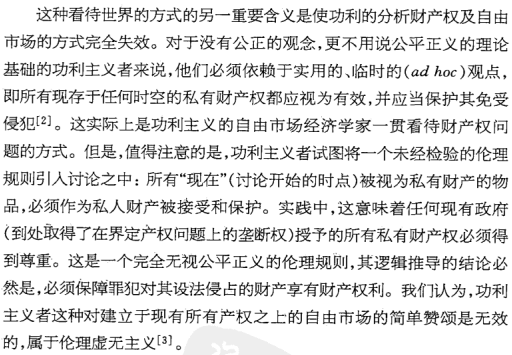 这种看待世界的方式的另一重要含义是使功利的分析财产权及自由
市场的方式完全失效。对于没有公正的观念,更不用说公平正义的理论
基础的功利主义者来说,他们必须依赖于实用的、临时的(ad hoc)观点,
即所有现存于任何时空的私有财产都应视为有效,并应当保护其免受
侵犯[2]。这实际上是功利主义的自由市场经济学家一贯看待财产权问
题的方式。但是,值得注意的是,功利主义者试图将一个未经检验的伦理
规则引入讨论之中:所有“现在”(讨论开始的时点)被视为私有财产的物
品,必须作为私人财产被接受和保护。实践中,这意味着任何现有政府
(到处取得了在界定产权问题上的垄断权)授予的所有私有财产权必须得
到尊重。这是一个完全无视公平正义的伦理规则,其逻辑推导的结论必
然是,必须保障罪犯对其设法侵占的财产享有财产权利。我们认为,功利
主义者这种对建立于现有所有产权之上的自由市场的简单赞颂是无效
的,属于伦理虚无主义[3]。